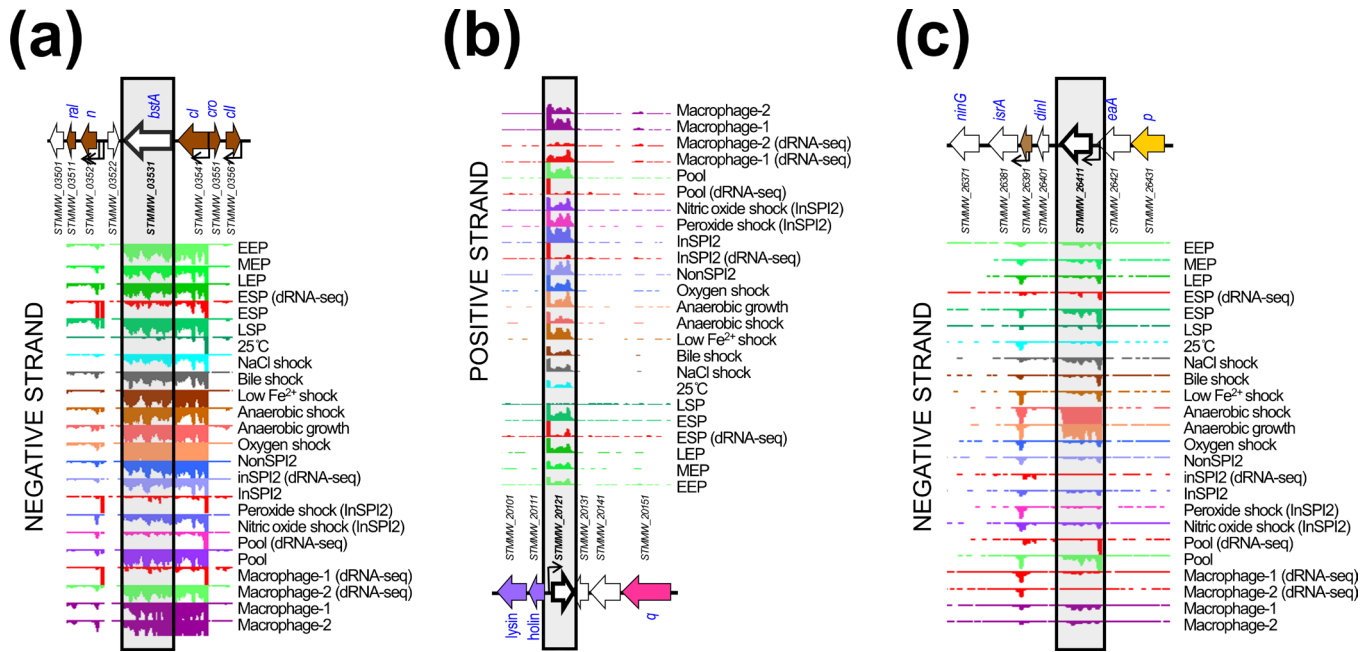 (a)
(b)
(c)
ral
n
bstA
cI
cro
cII
STMMW_03501
STMMW_03511
STMMW_03521
STMMW_03522
STMMW_03531
STMMW_03541
STMMW_03551
STMMW_03561
NEGATIVE STRAND
EEP
MEP
LEP
ESP (dRNA-seq)
ESP
LSP
25℃
NaCl shock
Bile shock
Low Fe²⁺ shock
Anaerobic shock
Anaerobic growth
Oxygen shock
NonSPI2
inSPI2 (dRNA-seq)
InSPI2
Peroxide shock (InSPI2)
Nitric oxide shock (InSPI2)
Pool (dRNA-seq)
Pool
Macrophage-1 (dRNA-seq)
Macrophage-2 (dRNA-seq)
Macrophage-1
Macrophage-2
POSITIVE STRAND
Macrophage-2
Macrophage-1
Macrophage-2 (dRNA-seq)
Macrophage-1 (dRNA-seq)
Pool
Pool (dRNA-seq)
Nitric oxide shock (InSPI2)
Peroxide shock (InSPI2)
InSPI2
InSPI2 (dRNA-seq)
NonSPI2
Oxygen shock
Anaerobic growth
Anaerobic shock
Low Fe²⁺ shock
Bile shock
NaCl shock
25℃
LSP
ESP
ESP (dRNA-seq)
LEP
MEP
EEP
STMMW_20101
STMMW_20111
STMMW_20121
STMMW_20131
STMMW_20141
STMMW_20151
lysin
holin
q
ninG
isrA
dinI
eaA
p
STMMW_26371
STMMW_26381
STMMW_26391
STMMW_26401
STMMW_26411
STMMW_26421
STMMW_26431
NEGATIVE STRAND
EEP
MEP
LEP
ESP (dRNA-seq)
ESP
LSP
25℃
NaCl shock
Bile shock
Low Fe²⁺ shock
Anaerobic shock
Anaerobic growth
Oxygen shock
NonSPI2
inSPI2 (dRNA-seq)
InSPI2
Peroxide shock (InSPI2)
Nitric oxide shock (InSPI2)
Pool (dRNA-seq)
Pool
Macrophage-1 (dRNA-seq)
Macrophage-2 (dRNA-seq)
Macrophage-1
Macrophage-2